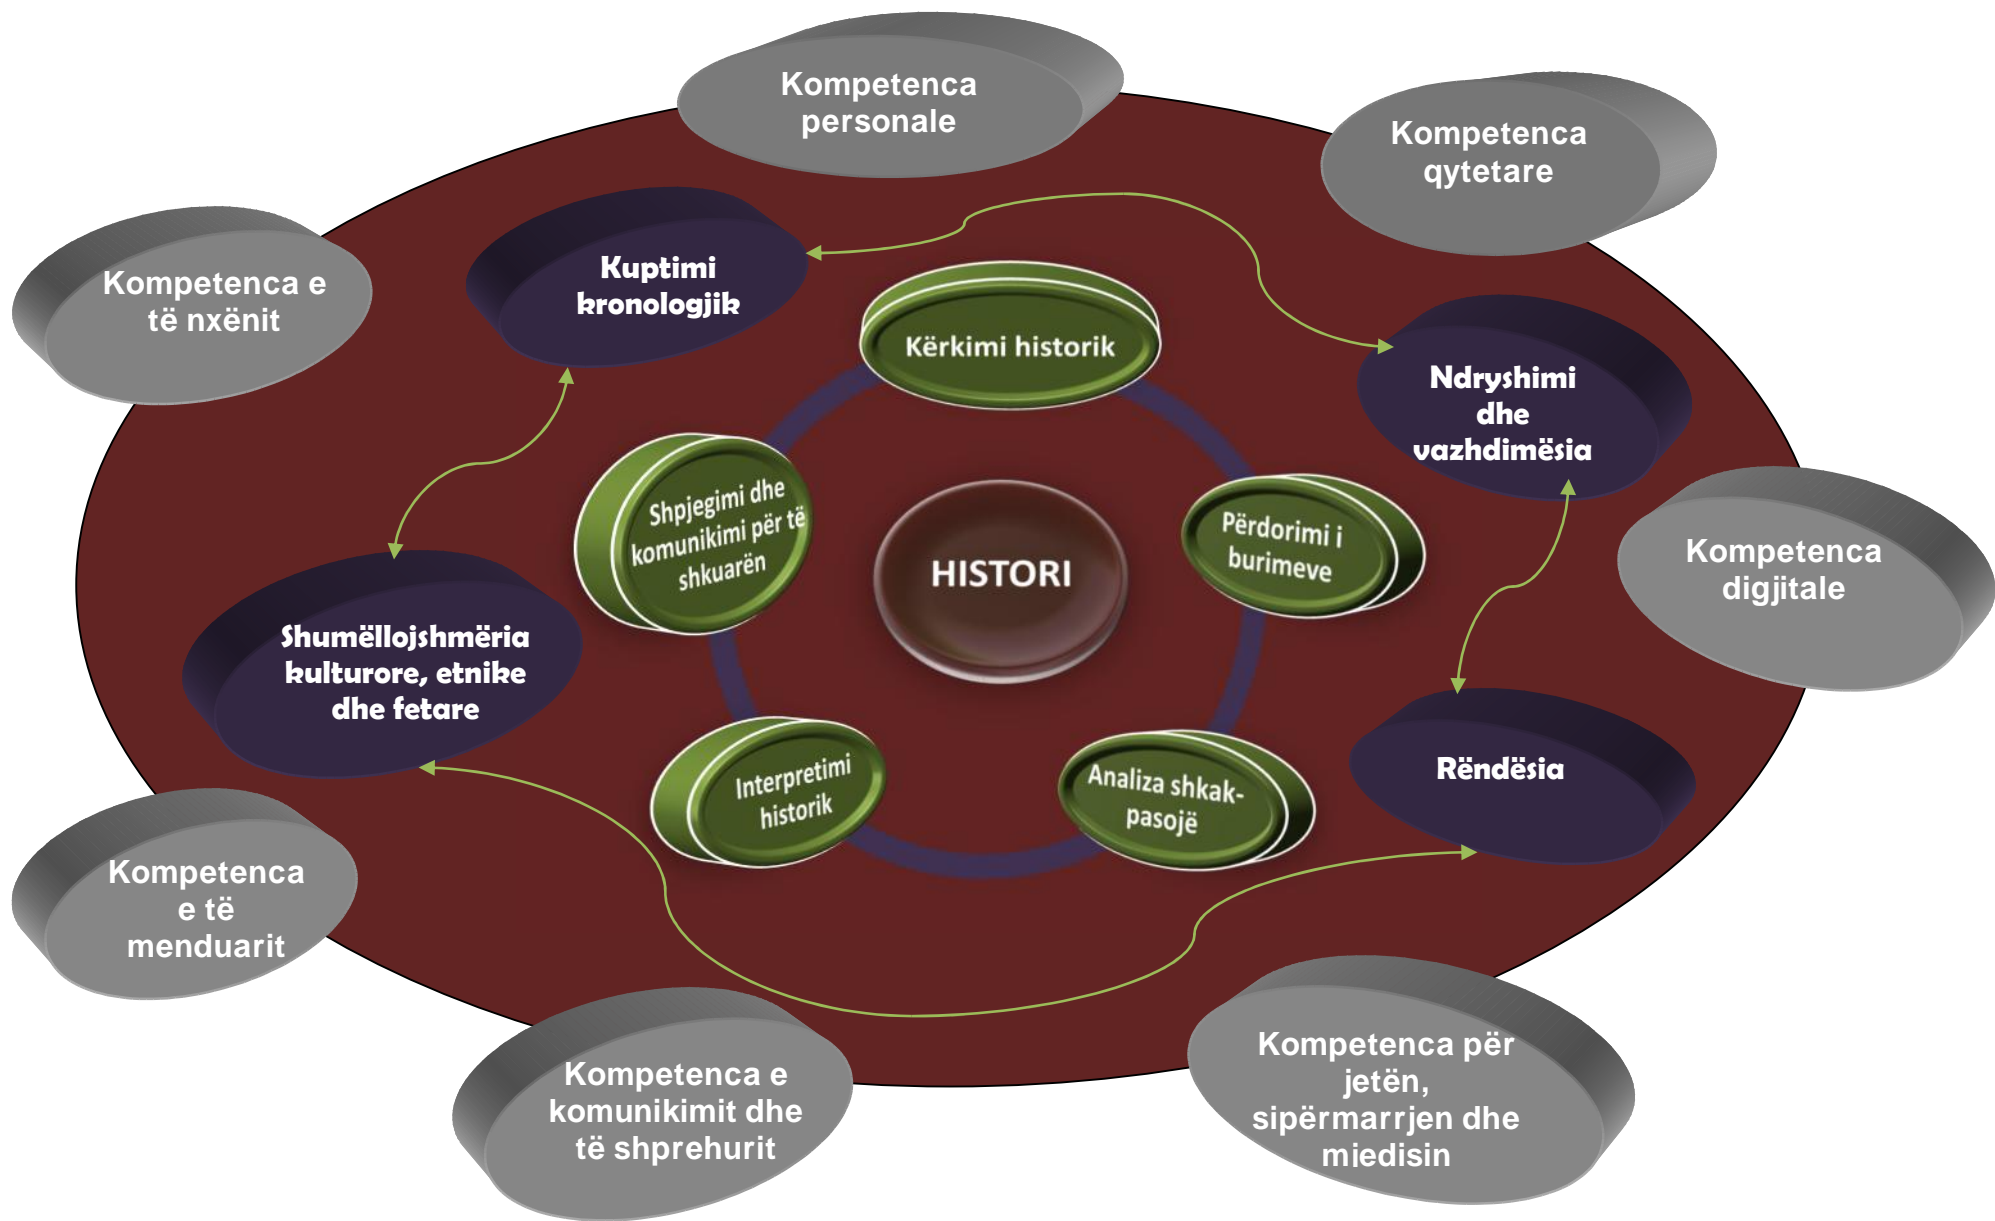 Kompetenca
personale
Kompetenca
qytetare
Kompetenca e
të nxënit
Kuptimi
kronologjik
Kërkimi historik
Ndryshimi
dhe
vazhdimësia
Shpjegimi dhe
komunikimi për të
shkuarën
HISTORI
Përdorimi i
burimeve
Kompetenca
digjitale
Shumëllojshmëria
kulturore, etnike
dhe fetare
Interpretimi
historik
Analiza shkak-
pasojë
Rëndësia
Kompetenca
e të
menduarit
Kompetenca e
komunikimit dhe
të shprehurit
Kompetenca për
jetën,
sipërmarrjen dhe
mjedisin